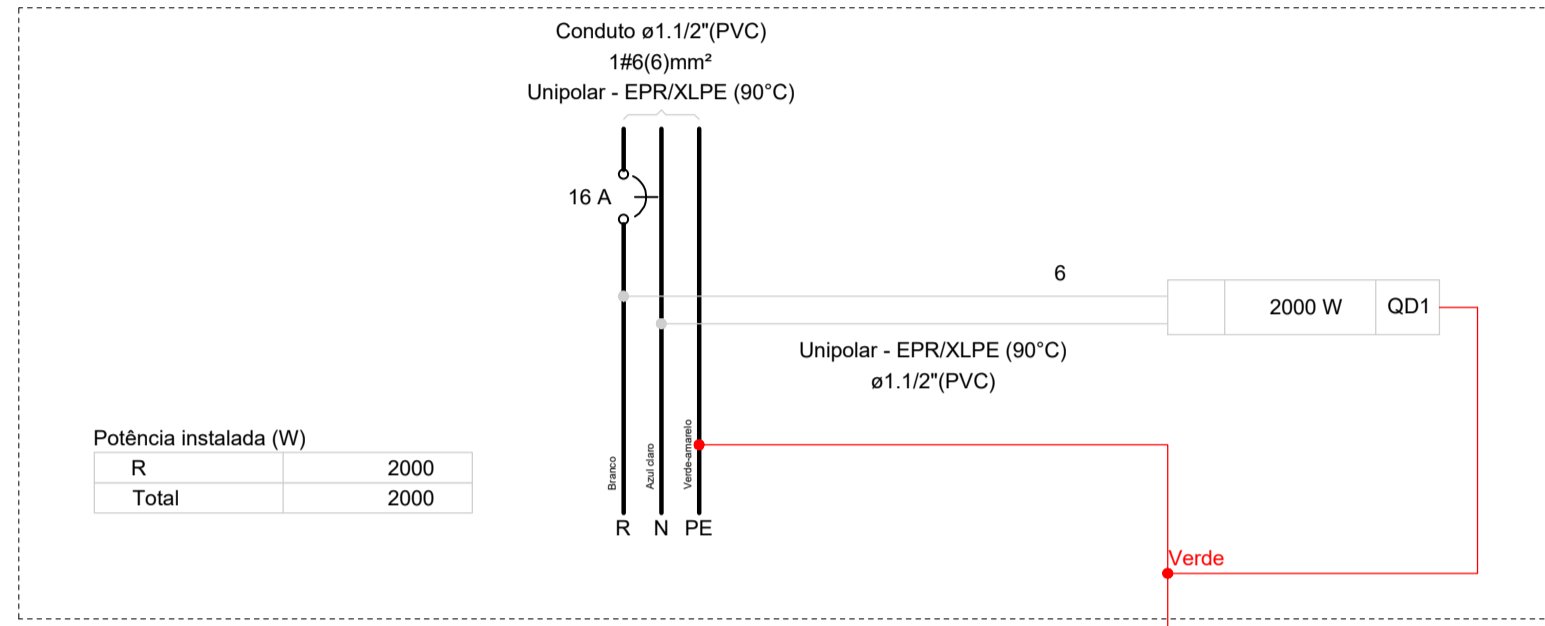 Conduto ø1.1/2"(PVC)
1#6(6)mm²
Unipolar - EPR/XLPE (90°C)
16 A
6
2000 W QD1
Unipolar - EPR/XLPE (90°C)
ø1.1/2"(PVC)
Potência instalada (W)
R 2000
Total 2000
Branco
Azul claro
Verde-amarelo
R N PE
Verde